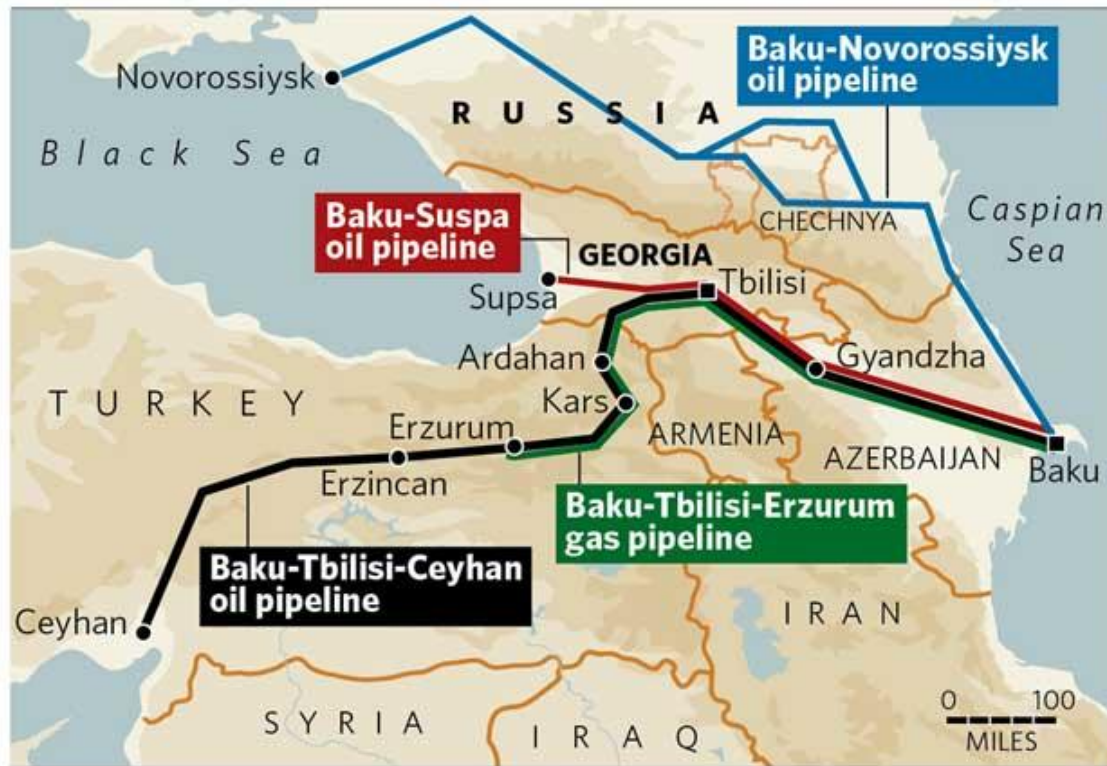 Novorossiysk
Baku-Novorossiysk
oil pipeline
RUSSIA
Black Sea
Caspian
Sea
CHECHNYA
Baku-Suspa
oil pipeline
GEORGIA
Tbilisi
Supsa
Ardahan
Gyandzha
TURKEY
Kars
Erzurum
ARMENIA
AZERBAIJAN
Baku
Erzincan
Baku-Tbilisi-Erzurum
gas pipeline
Baku-Tbilisi-Ceyhan
oil pipeline
Ceyhan
IRAN
SYRIA
IRAQ
0 100
MILES